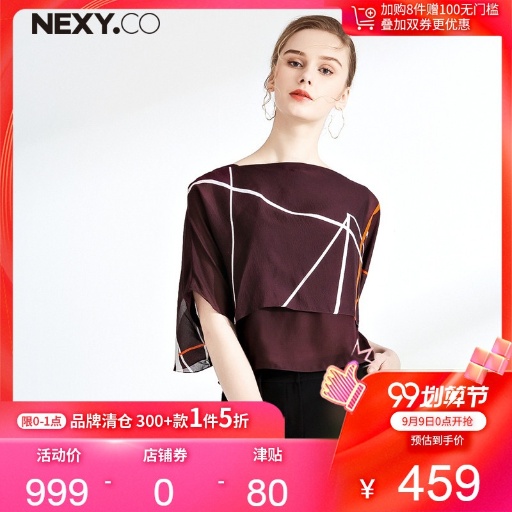 NEXY.CO
加购8件赠100无门槛
叠加双券更优惠
限0-1点 品牌清仓 300+款1件5折
99划算节
9月9日0点开抢
预估到手价
活动价 店铺券 津贴
999 - 0 - 80
¥ 459